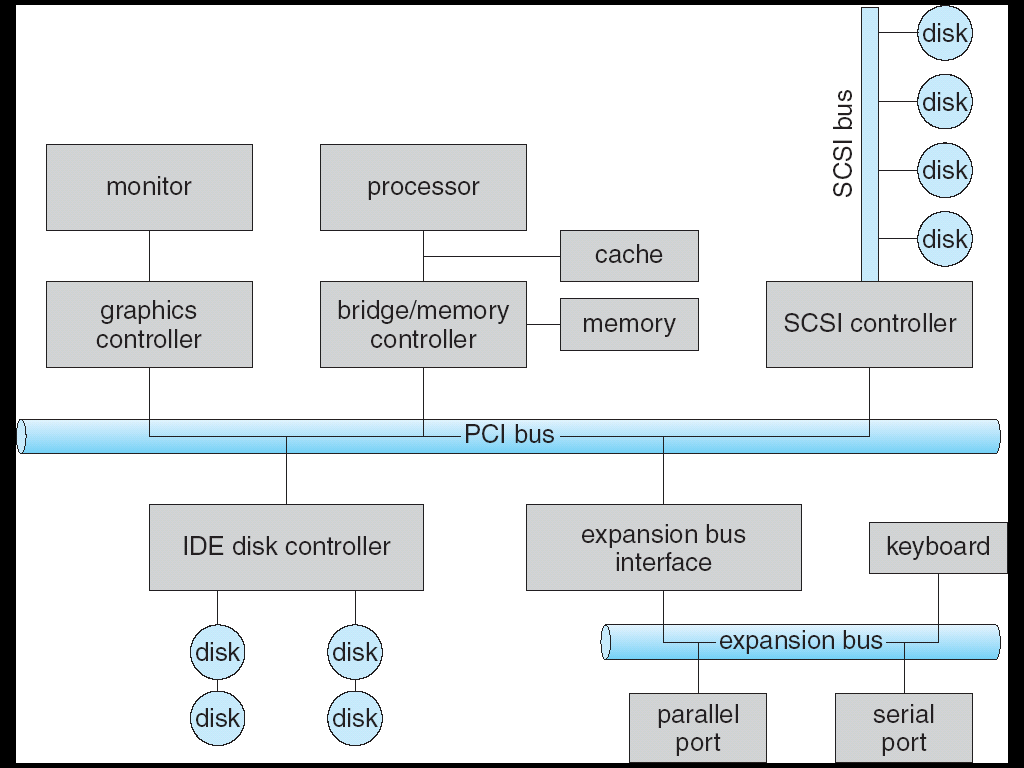 disk
disk
SCSI bus
disk
disk
monitor
processor
cache
graphics
controller
bridge/memory
controller
memory
SCSI controller
PCI bus
IDE disk controller
expansion bus
interface
keyboard
disk
disk
expansion bus
disk
disk
parallel
port
serial
port